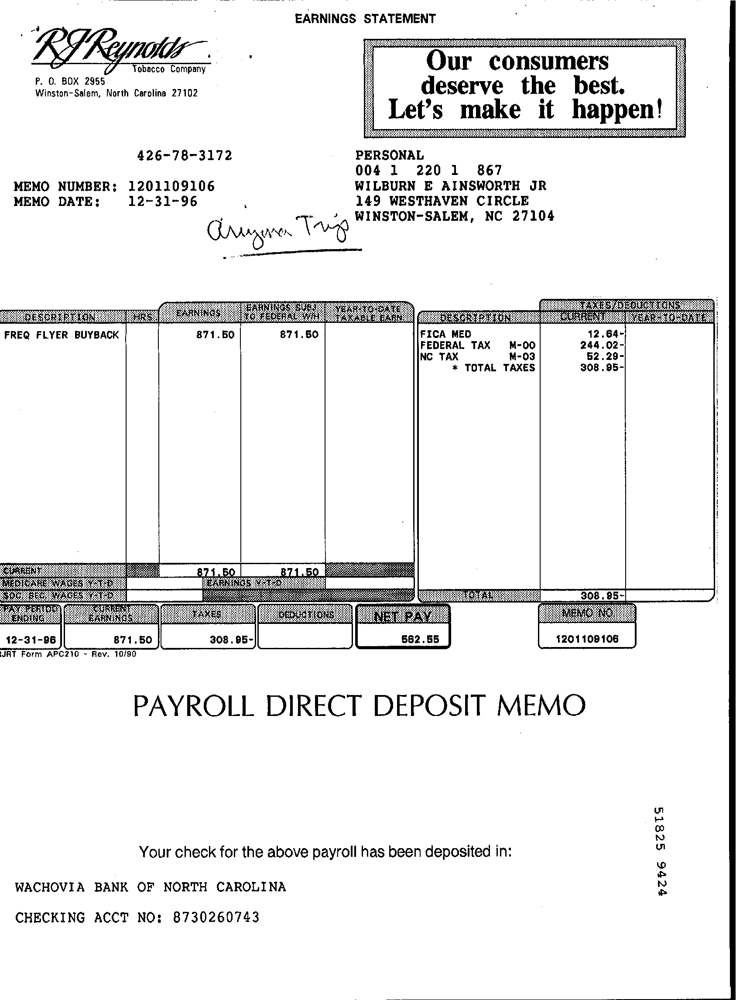 EARNINGS STATEMENT
RJReynolds
Tobacco Company
P. O. BOX 2955
Winston-Salem, North Carolina 27102
Our consumers
deserve the best.
Let's make it happen!
426-78-3172
MEMO NUMBER: 1201109106
MEMO DATE: 12-31-96
PERSONAL
004 1 220 1 867
WILBURN E AINSWORTH JR
149 WESTHAVEN CIRCLE
WINSTON-SALEM, NC 27104
Arizona Trip
DESCRIPTION HRS EARNINGS EARNINGS SUBJ TO FEDERAL W/H YEAR-TO-DATE TAXABLE EARN
FREQ FLYER BUYBACK 871.50 871.50
TAXES/DEDUCTIONS
DESCRIPTION CURRENT YEAR-TO-DATE
FICA MED 12.64-
FEDERAL TAX M-00 244.02-
NC TAX M-03 52.29-
* TOTAL TAXES 308.95-
CURRENT 871.50 871.50
MEDICARE WAGES Y-T-D EARNINGS Y-T-D
SOC. SEC. WAGES Y-T-D TOTAL 308.95-
PAY PERIOD ENDING CURRENT EARNINGS TAXES DEDUCTIONS NET PAY MEMO NO.
12-31-96 871.50 308.95- 562.55 1201109106
RJRT Form APC210 - Rev. 10/90
PAYROLL DIRECT DEPOSIT MEMO
Your check for the above payroll has been deposited in:
WACHOVIA BANK OF NORTH CAROLINA
CHECKING ACCT NO: 8730260743
51825 9424